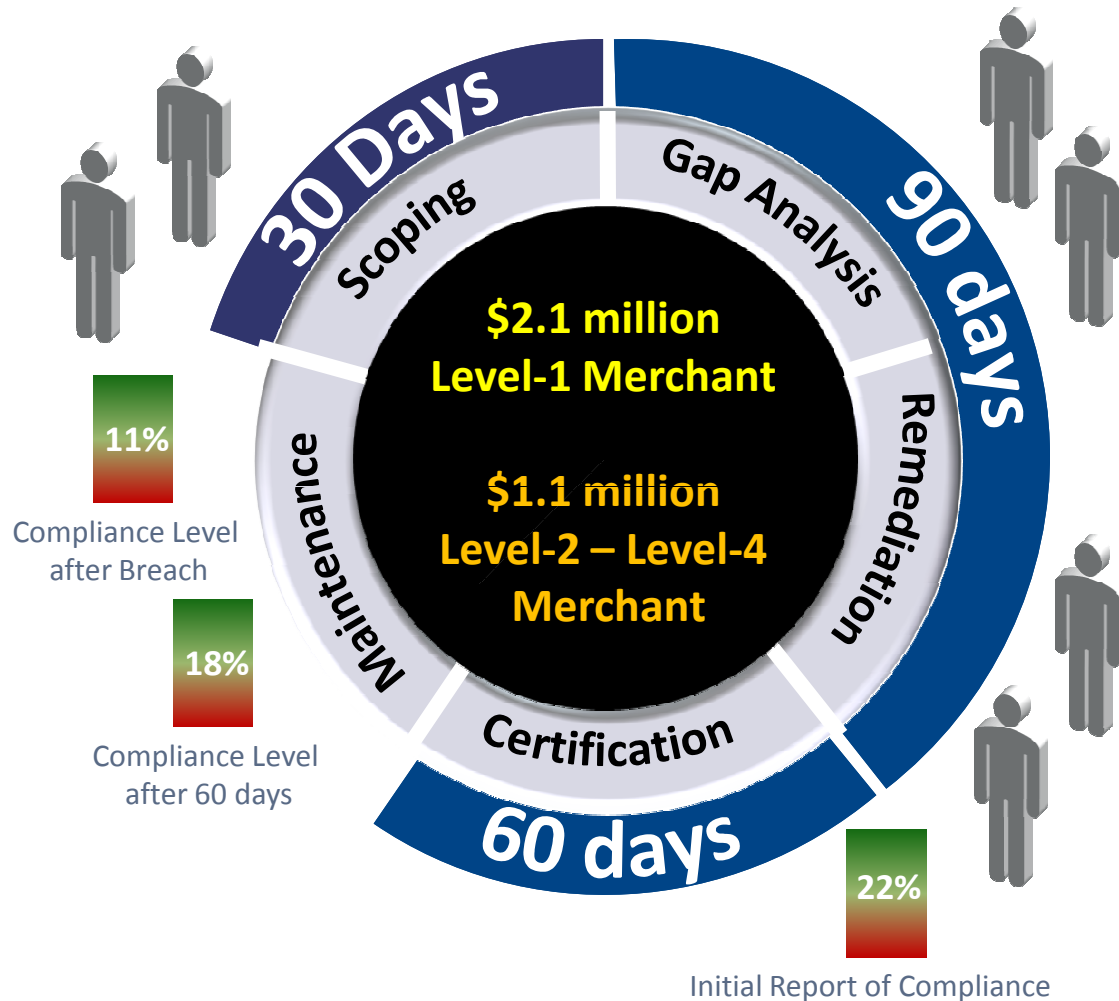 30 Days
90 days
60 days
Scoping
Gap Analysis
Remediation
Certification
Maintenance
$2.1 million
Level-1 Merchant
$1.1 million
Level-2 – Level-4
Merchant
11%
Compliance Level
after Breach
18%
Compliance Level
after 60 days
22%
Initial Report of Compliance